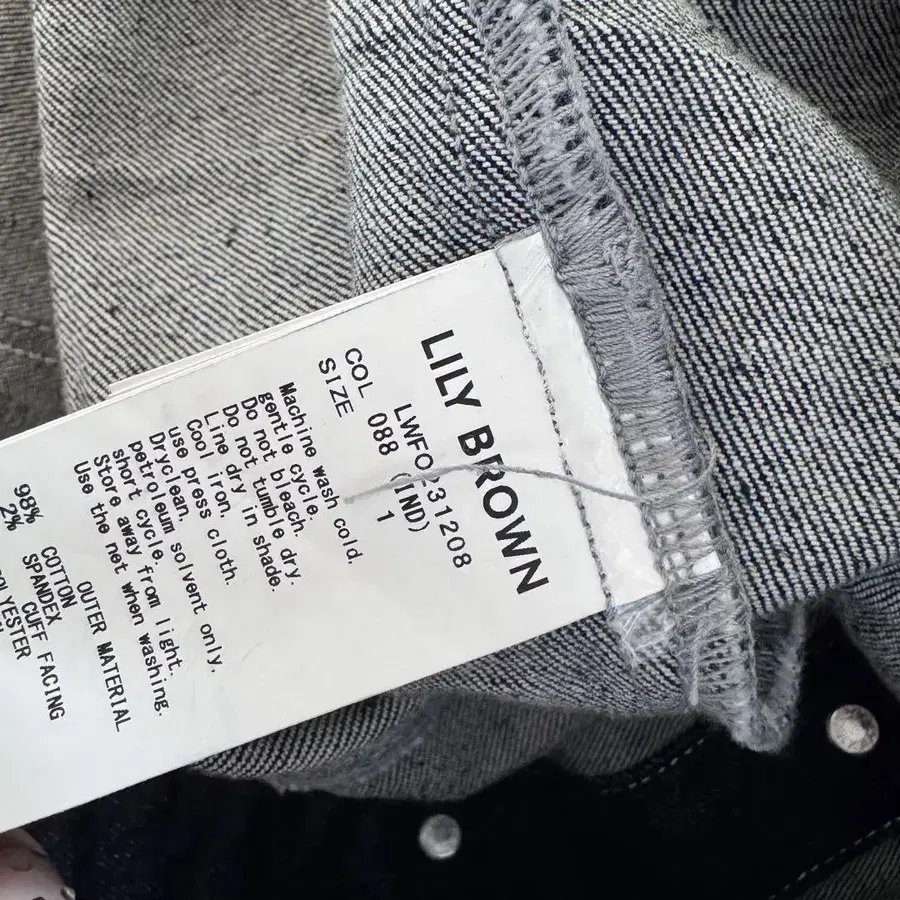 LILY BROWN
LWFO231208
COL 088 (IND)
SIZE 1
Machine wash cold.
gentle cycle.
Do not bleach.
Do not tumble dry
Line dry in shade.
Cool iron.
use press cloth.
Dryclean.
petroleum solvent only,
short cycle.
Store away from light.
Use the net when washing.
OUTER MATERIAL
98% COTTON
2% SPANDEX
CUFF FACING